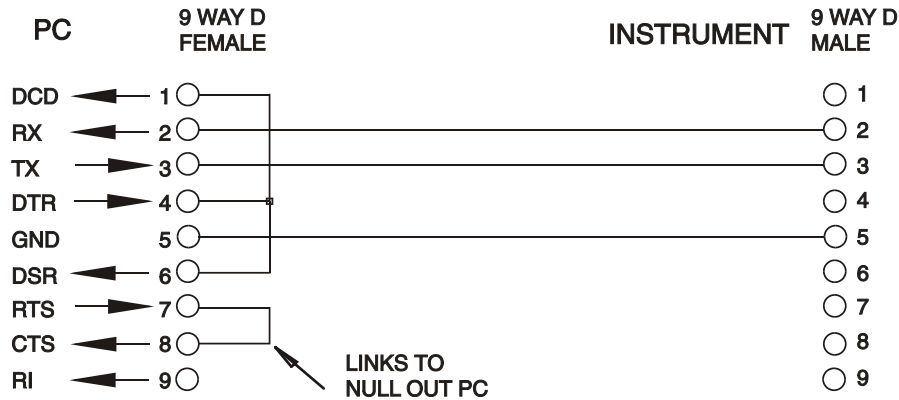 PC
9 WAY D
FEMALE
INSTRUMENT
9 WAY D
MALE
DCD 1 1
RX 2 2
TX 3 3
DTR 4 4
GND 5 5
DSR 6 6
RTS 7 7
CTS 8 8
RI 9 9
LINKS TO
NULL OUT PC